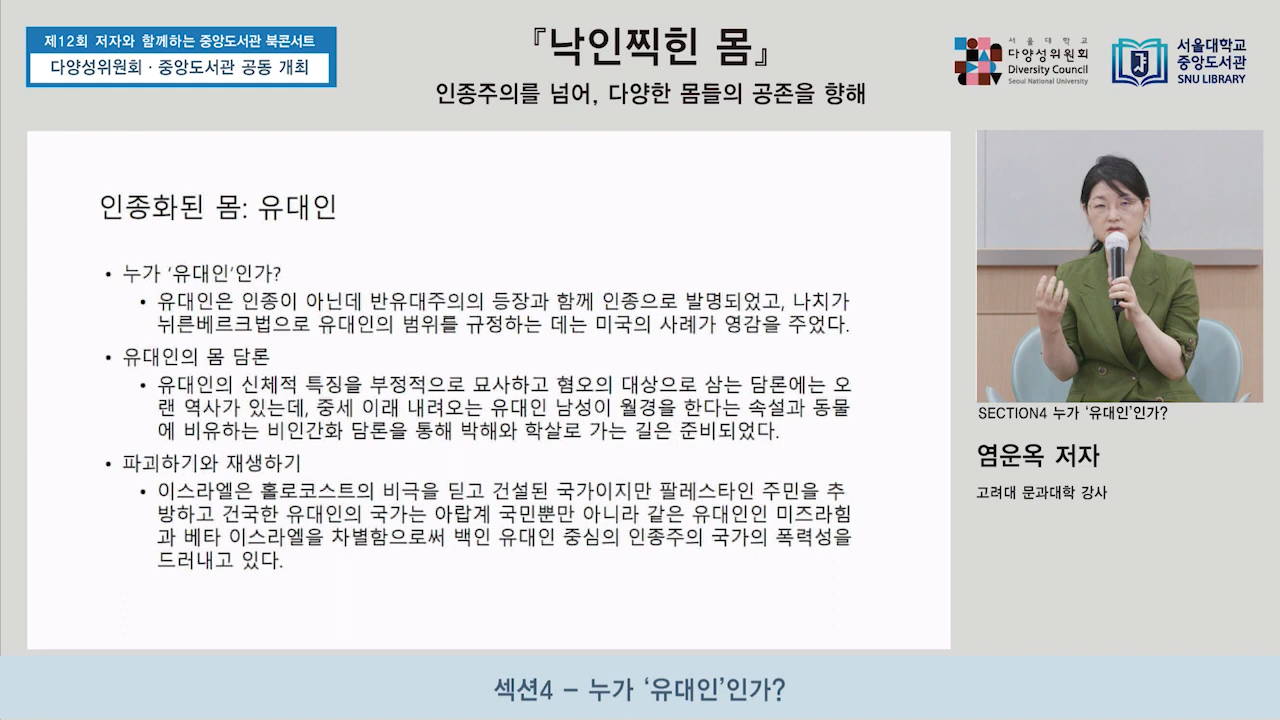 제12회 저자와 함께하는 중앙도서관 북콘서트
다양성위원회·중앙도서관 공동 개최
『낙인찍힌 몸』
인종주의를 넘어, 다양한 몸들의 공존을 향해
서울대학교
다양성위원회
Diversity Council
Seoul National University
서울대학교
중앙도서관
SNU LIBRARY
인종화된 몸: 유대인
• 누가 ‘유대인’인가?
• 유대인은 인종이 아닌데 반유대주의의 등장과 함께 인종으로 발명되었고, 나치가
뉘른베르크법으로 유대인의 범위를 규정하는 데는 미국의 사례가 영감을 주었다.
• 유대인의 몸 담론
• 유대인의 신체적 특징을 부정적으로 묘사하고 혐오의 대상으로 삼는 담론에는 오
랜 역사가 있는데, 중세 이래 내려오는 유대인 남성이 월경을 한다는 속설과 동물
에 비유하는 비인간화 담론을 통해 박해와 학살로 가는 길은 준비되었다.
• 파괴하기와 재생하기
• 이스라엘은 홀로코스트의 비극을 딛고 건설된 국가이지만 팔레스타인 주민을 추
방하고 건국한 유대인의 국가는 아랍계 국민뿐만 아니라 같은 유대인인 미즈라힘
과 베타 이스라엘을 차별함으로써 백인 유대인 중심의 인종주의 국가의 폭력성을
드러내고 있다.
SECTION4 누가 ‘유대인’인가?
염운옥 저자
고려대 문과대학 강사
섹션4 – 누가 ‘유대인’인가?